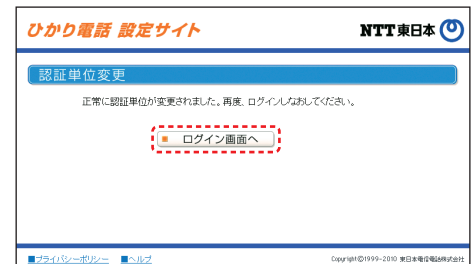 ひかり電話 設定サイト
NTT東日本
認証単位変更
正常に認証単位が変更されました。再度、ログインしなおしてください。
ログイン画面へ
■プライバシーポリシー ■ヘルプ
Copyright©1999-2010 東日本電信電話株式会社